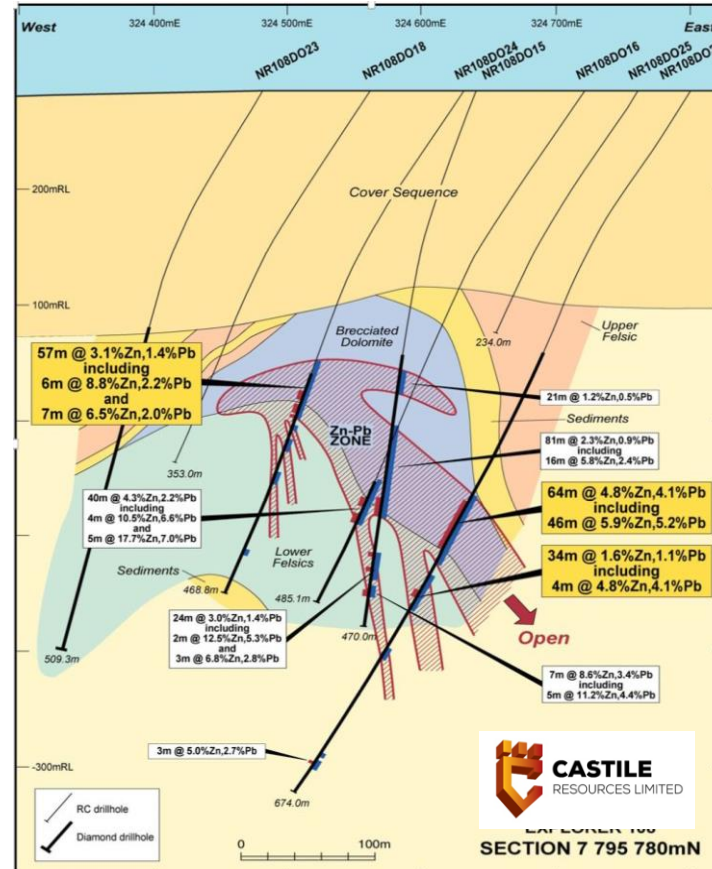 West
324 400mE
324 500mE
324 600mE
324 700mE
East
NR108DO23
NR108DO18
NR108DO24
NR108DO15
NR108DO16
NR108DO25
200mRL
Cover Sequence
100mRL
234.0m
Upper
Felsic
Brecciated
Dolomite
57m @ 3.1%Zn,1.4%Pb
including
6m @ 8.8%Zn,2.2%Pb
and
7m @ 6.5%Zn,2.0%Pb
21m @ 1.2%Zn,0.5%Pb
Sediments
Zn-Pb
ZONE
81m @ 2.3%Zn,0.9%Pb
including
16m @ 5.8%Zn,2.4%Pb
353.0m
40m @ 4.3%Zn,2.2%Pb
including
4m @ 10.5%Zn,6.6%Pb
and
5m @ 17.7%Zn,7.0%Pb
64m @ 4.8%Zn,4.1%Pb
including
46m @ 5.9%Zn,5.2%Pb
34m @ 1.6%Zn,1.1%Pb
including
4m @ 4.8%Zn,4.1%Pb
Lower
Felsics
Sediments
468.8m
485.1m
470.0m
24m @ 3.0%Zn,1.4%Pb
including
2m @ 12.5%Zn,5.3%Pb
and
3m @ 6.8%Zn,2.8%Pb
Open
509.3m
7m @ 8.6%Zn,3.4%Pb
including
5m @ 11.2%Zn,4.4%Pb
3m @ 5.0%Zn,2.7%Pb
-300mRL
674.0m
RC drillhole
Diamond drillhole
0 100m
CASTILE
RESOURCES LIMITED
SECTION 7 795 780mN